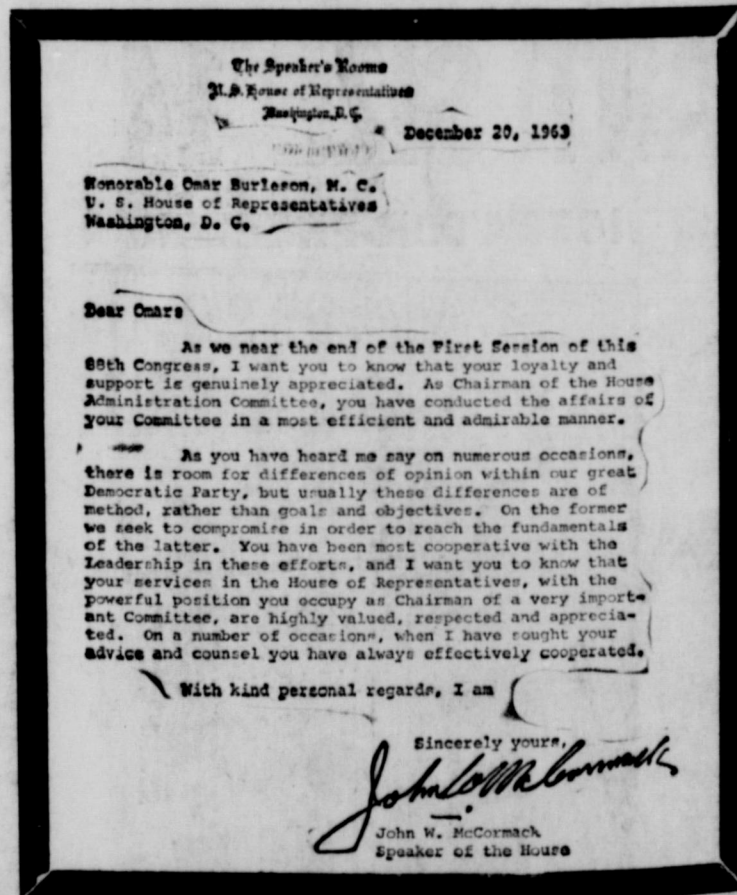 The Speaker's Rooms
U.S. House of Representatives
Washington, D.C.
December 20, 1963
Honorable Omar Burleson, M. C.
U. S. House of Representatives
Washington, D. C.
Dear Omar:
As we near the end of the First Session of this
88th Congress, I want you to know that your loyalty and
support is genuinely appreciated. As Chairman of the House
Administration Committee, you have conducted the affairs of
your Committee in a most efficient and admirable manner.
As you have heard me say on numerous occasions,
there is room for differences of opinion within our great
Democratic Party, but usually these differences are of
method, rather than goals and objectives. On the former
we seek to compromise in order to reach the fundamentals
of the latter. You have been most cooperative with the
Leadership in these efforts, and I want you to know that
your services in the House of Representatives, with the
powerful position you occupy as Chairman of a very import-
ant Committee, are highly valued, respected and apprecia-
ted. On a number of occasions, when I have sought your
advice and counsel you have always effectively cooperated.
With kind personal regards, I am
Sincerely yours,
John W. McCormack
John W. McCormack
Speaker of the House